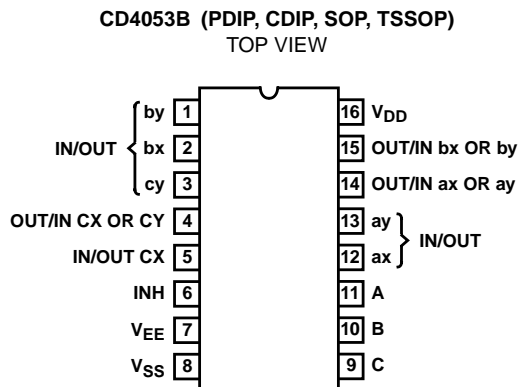 CD4053B (PDIP, CDIP, SOP, TSSOP)
TOP VIEW
by 1
bx 2
cy 3
IN/OUT
OUT/IN CX OR CY 4
IN/OUT CX 5
INH 6
VEE 7
VSS 8
16 VDD
15 OUT/IN bx OR by
14 OUT/IN ax OR ay
13 ay
12 ax
IN/OUT
11 A
10 B
9 C